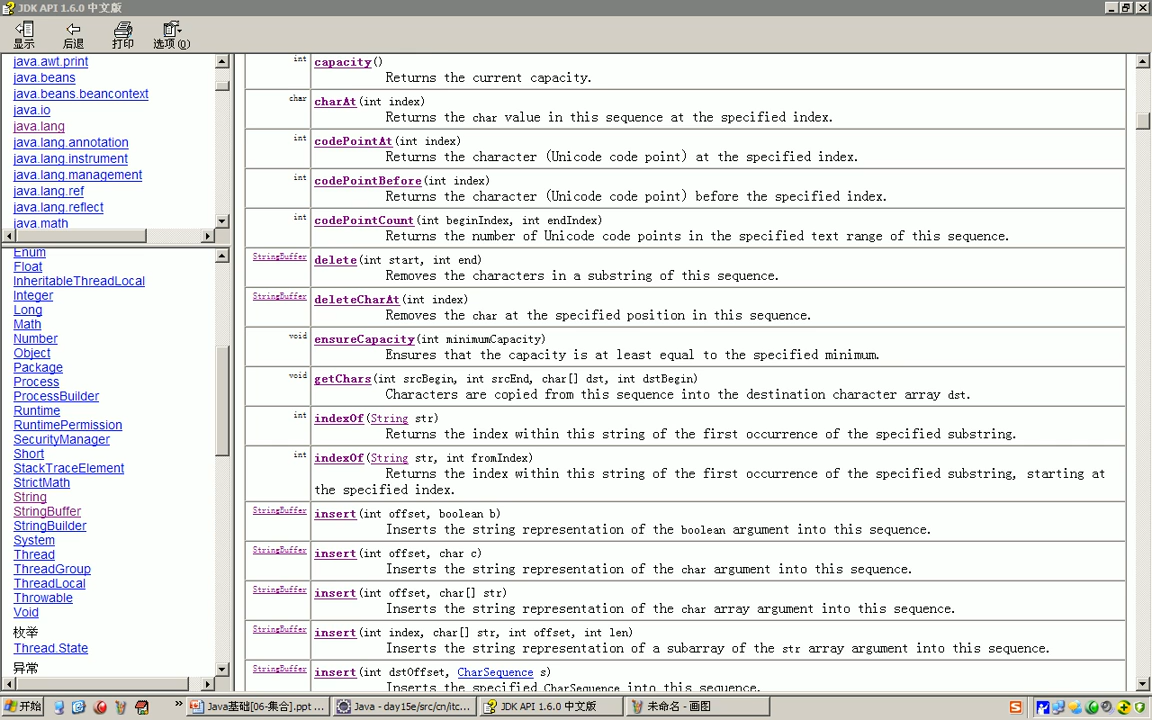 JDK API 1.6.0 中文版
显示 后退 打印 选项(O)
java.awt.print
java.beans
java.beans.beancontext
java.io
java.lang
java.lang.annotation
java.lang.instrument
java.lang.management
java.lang.ref
java.lang.reflect
java.math
Enum
Float
InheritableThreadLocal
Integer
Long
Math
Number
Object
Package
Process
ProcessBuilder
Runtime
RuntimePermission
SecurityManager
Short
StackTraceElement
StrictMath
String
StringBuffer
StringBuilder
System
Thread
ThreadGroup
ThreadLocal
Throwable
Void
枚举
Thread.State
异常
int capacity()
Returns the current capacity.
char charAt(int index)
Returns the char value in this sequence at the specified index.
int codePointAt(int index)
Returns the character (Unicode code point) at the specified index.
int codePointBefore(int index)
Returns the character (Unicode code point) before the specified index.
int codePointCount(int beginIndex, int endIndex)
Returns the number of Unicode code points in the specified text range of this sequence.
StringBuffer delete(int start, int end)
Removes the characters in a substring of this sequence.
StringBuffer deleteCharAt(int index)
Removes the char at the specified position in this sequence.
void ensureCapacity(int minimumCapacity)
Ensures that the capacity is at least equal to the specified minimum.
void getChars(int srcBegin, int srcEnd, char[] dst, int dstBegin)
Characters are copied from this sequence into the destination character array dst.
int indexOf(String str)
Returns the index within this string of the first occurrence of the specified substring.
int indexOf(String str, int fromIndex)
Returns the index within this string of the first occurrence of the specified substring, starting at
the specified index.
StringBuffer insert(int offset, boolean b)
Inserts the string representation of the boolean argument into this sequence.
StringBuffer insert(int offset, char c)
Inserts the string representation of the char argument into this sequence.
StringBuffer insert(int offset, char[] str)
Inserts the string representation of the char array argument into this sequence.
StringBuffer insert(int index, char[] str, int offset, int len)
Inserts the string representation of a subarray of the str array argument into this sequence.
StringBuffer insert(int dstOffset, CharSequence s)
Inserts the specified CharSequence into this sequence.
开始 » Java基础[06-集合].ppt ... Java - day15e/src/cn/itc... JDK API 1.6.0 中文版 未命名 - 画图